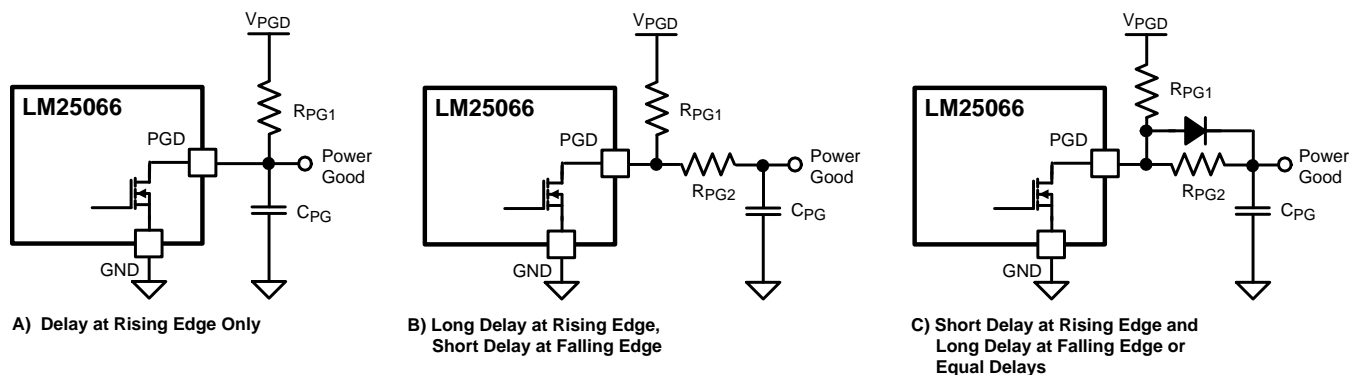 VPGD
LM25066
RPG1
PGD
Power
Good
CPG
GND
A) Delay at Rising Edge Only
VPGD
LM25066
RPG1
PGD
RPG2
Power
Good
CPG
GND
B) Long Delay at Rising Edge,
Short Delay at Falling Edge
VPGD
LM25066
RPG1
PGD
RPG2
Power
Good
CPG
GND
C) Short Delay at Rising Edge and
Long Delay at Falling Edge or
Equal Delays